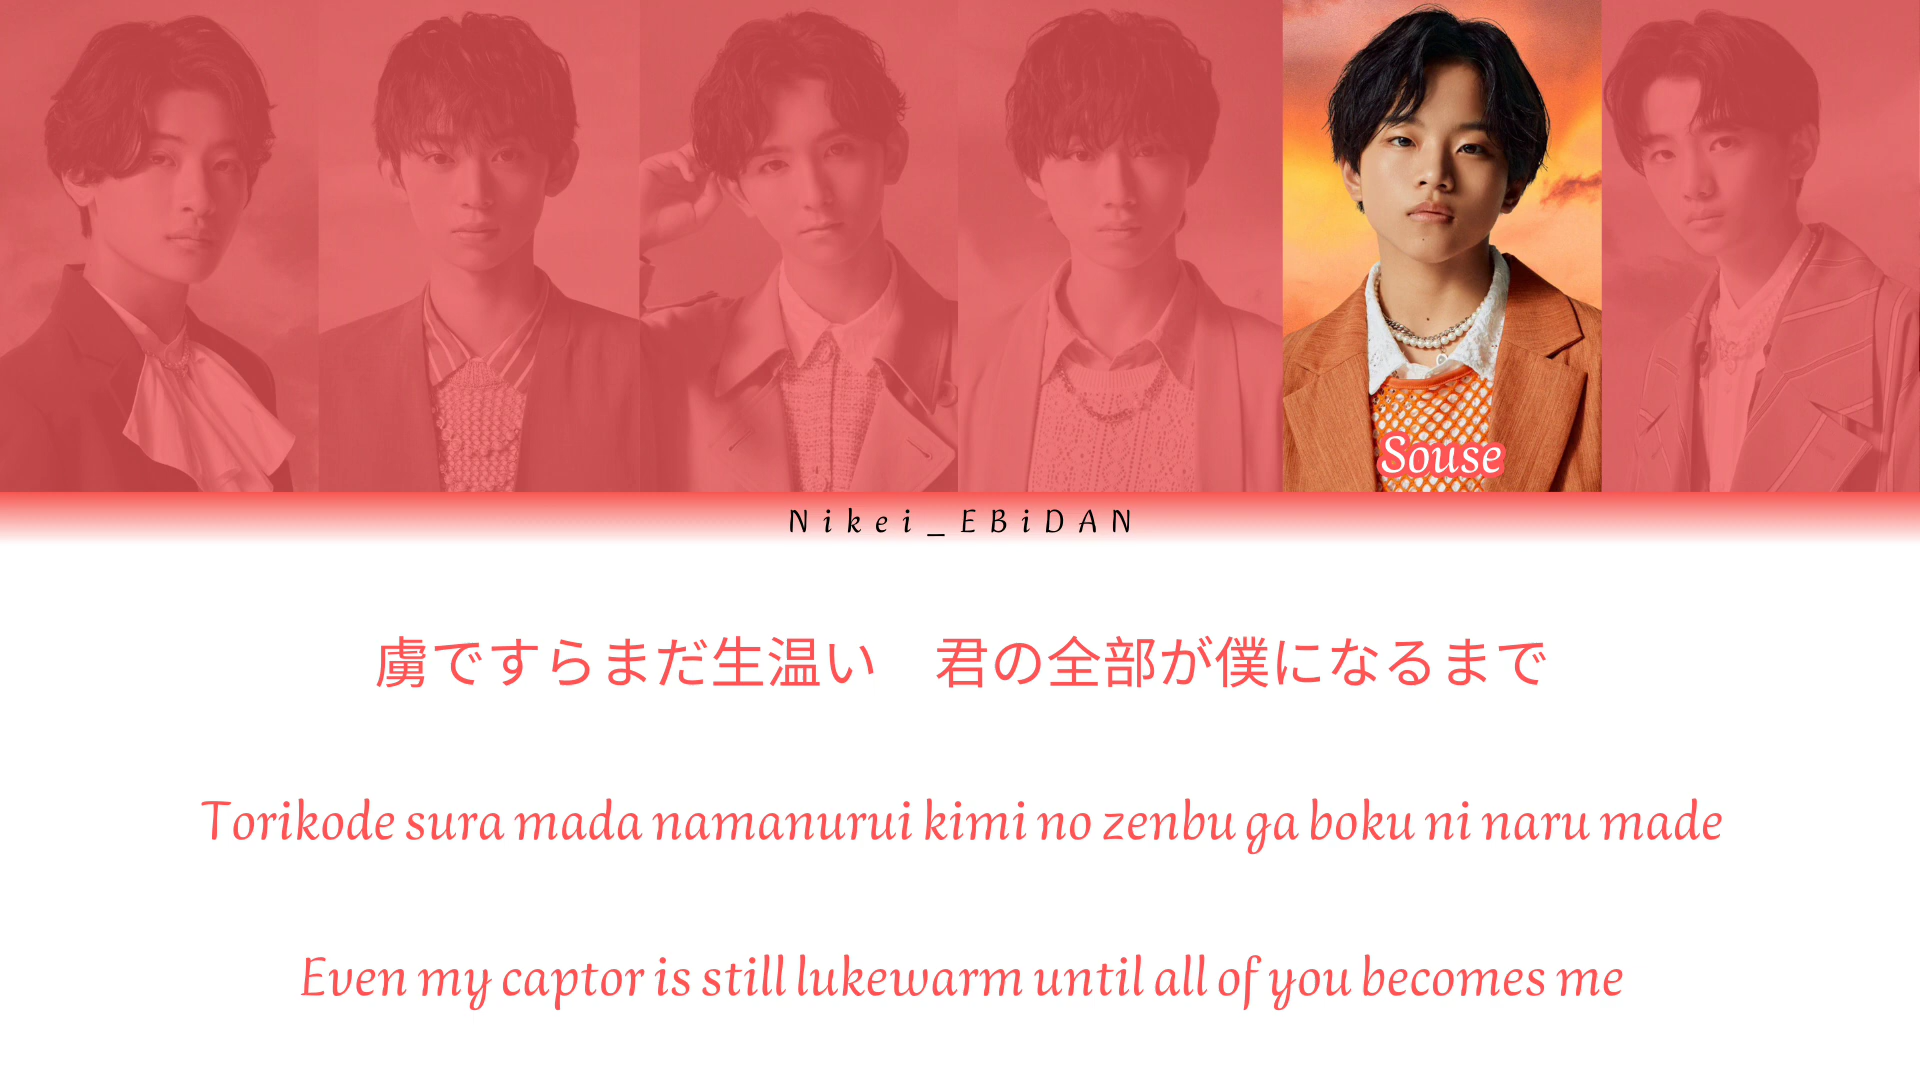 Souse
Nikei_EBiDAN
虜ですらまだ生温い　君の全部が僕になるまで
Torikode sura mada namanurui kimi no zenbu ga boku ni naru made
Even my captor is still lukewarm until all of you becomes me